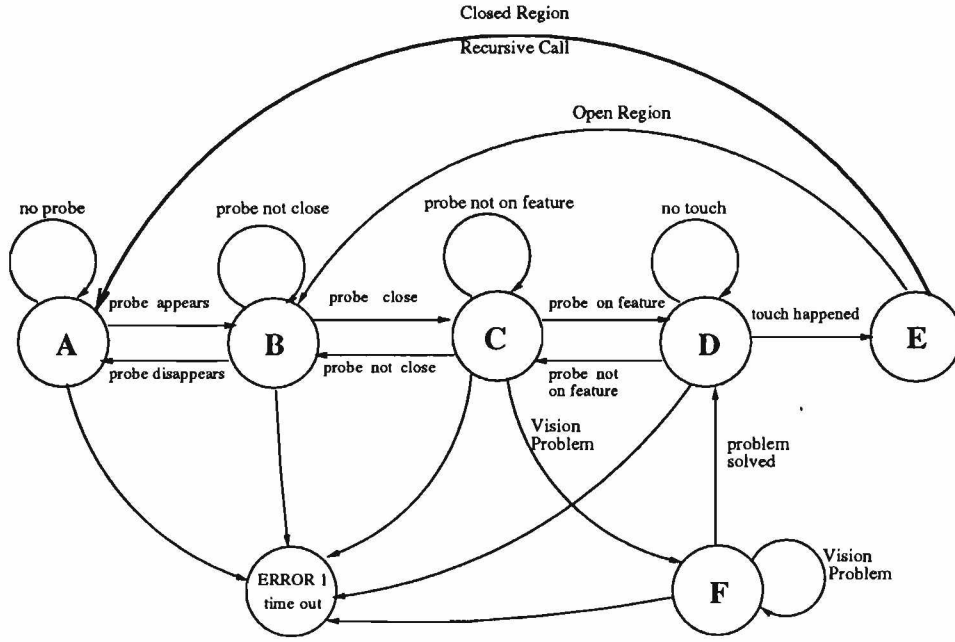 Closed Region
Recursive Call
Open Region
no probe
probe not close
probe not on feature
no touch
probe appears
probe close
probe on feature
touch happened
A
B
C
D
E
probe disappears
probe not close
probe not
on feature
Vision
Problem
problem
solved
ERROR 1
time out
F
Vision
Problem